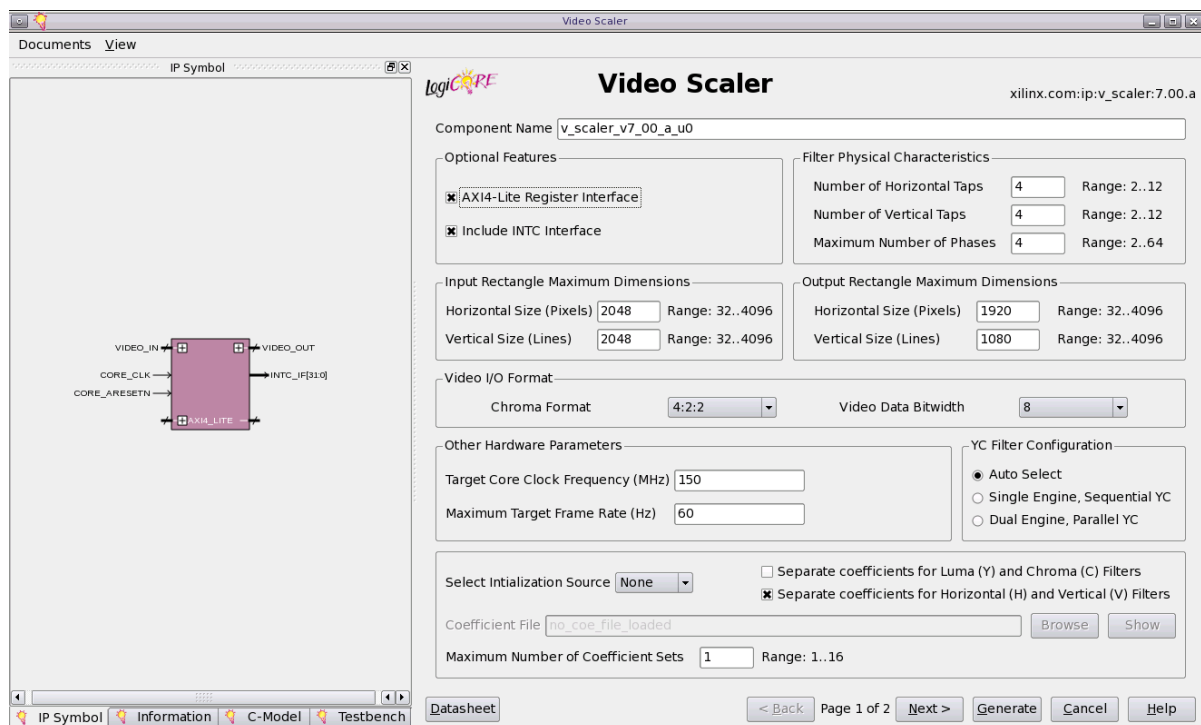 Video Scaler
Documents View
IP Symbol
VIDEO_IN
VIDEO_OUT
CORE_CLK
INTC_IF[31:0]
CORE_ARESETN
AXI4_LITE
IP Symbol Information C-Model Testbench
LogiCORE
Video Scaler
xilinx.com:ip:v_scaler:7.00.a
Component Name v_scaler_v7_00_a_u0
Optional Features
AXI4-Lite Register Interface
Include INTC Interface
Filter Physical Characteristics
Number of Horizontal Taps 4 Range: 2..12
Number of Vertical Taps 4 Range: 2..12
Maximum Number of Phases 4 Range: 2..64
Input Rectangle Maximum Dimensions
Horizontal Size (Pixels) 2048 Range: 32..4096
Vertical Size (Lines) 2048 Range: 32..4096
Output Rectangle Maximum Dimensions
Horizontal Size (Pixels) 1920 Range: 32..4096
Vertical Size (Lines) 1080 Range: 32..4096
Video I/O Format
Chroma Format 4:2:2 Video Data Bitwidth 8
Other Hardware Parameters
Target Core Clock Frequency (MHz) 150
Maximum Target Frame Rate (Hz) 60
YC Filter Configuration
Auto Select
Single Engine, Sequential YC
Dual Engine, Parallel YC
Select Intialization Source None
Separate coefficients for Luma (Y) and Chroma (C) Filters
Separate coefficients for Horizontal (H) and Vertical (V) Filters
Coefficient File no_coe_file_loaded Browse Show
Maximum Number of Coefficient Sets 1 Range: 1..16
Datasheet < Back Page 1 of 2 Next > Generate Cancel Help